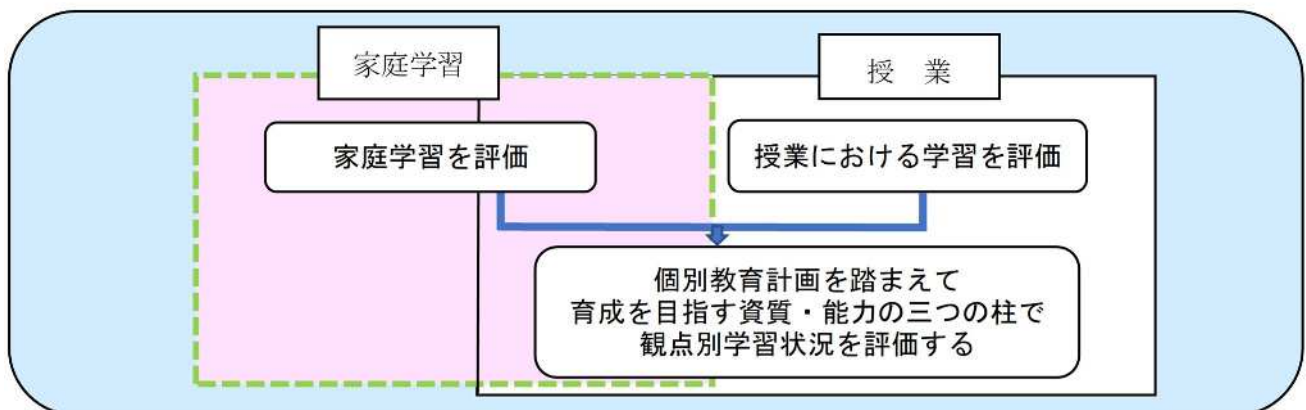 家庭学習
授　業
家庭学習を評価
授業における学習を評価
個別教育計画を踏まえて
育成を目指す資質・能力の三つの柱で
観点別学習状況を評価する